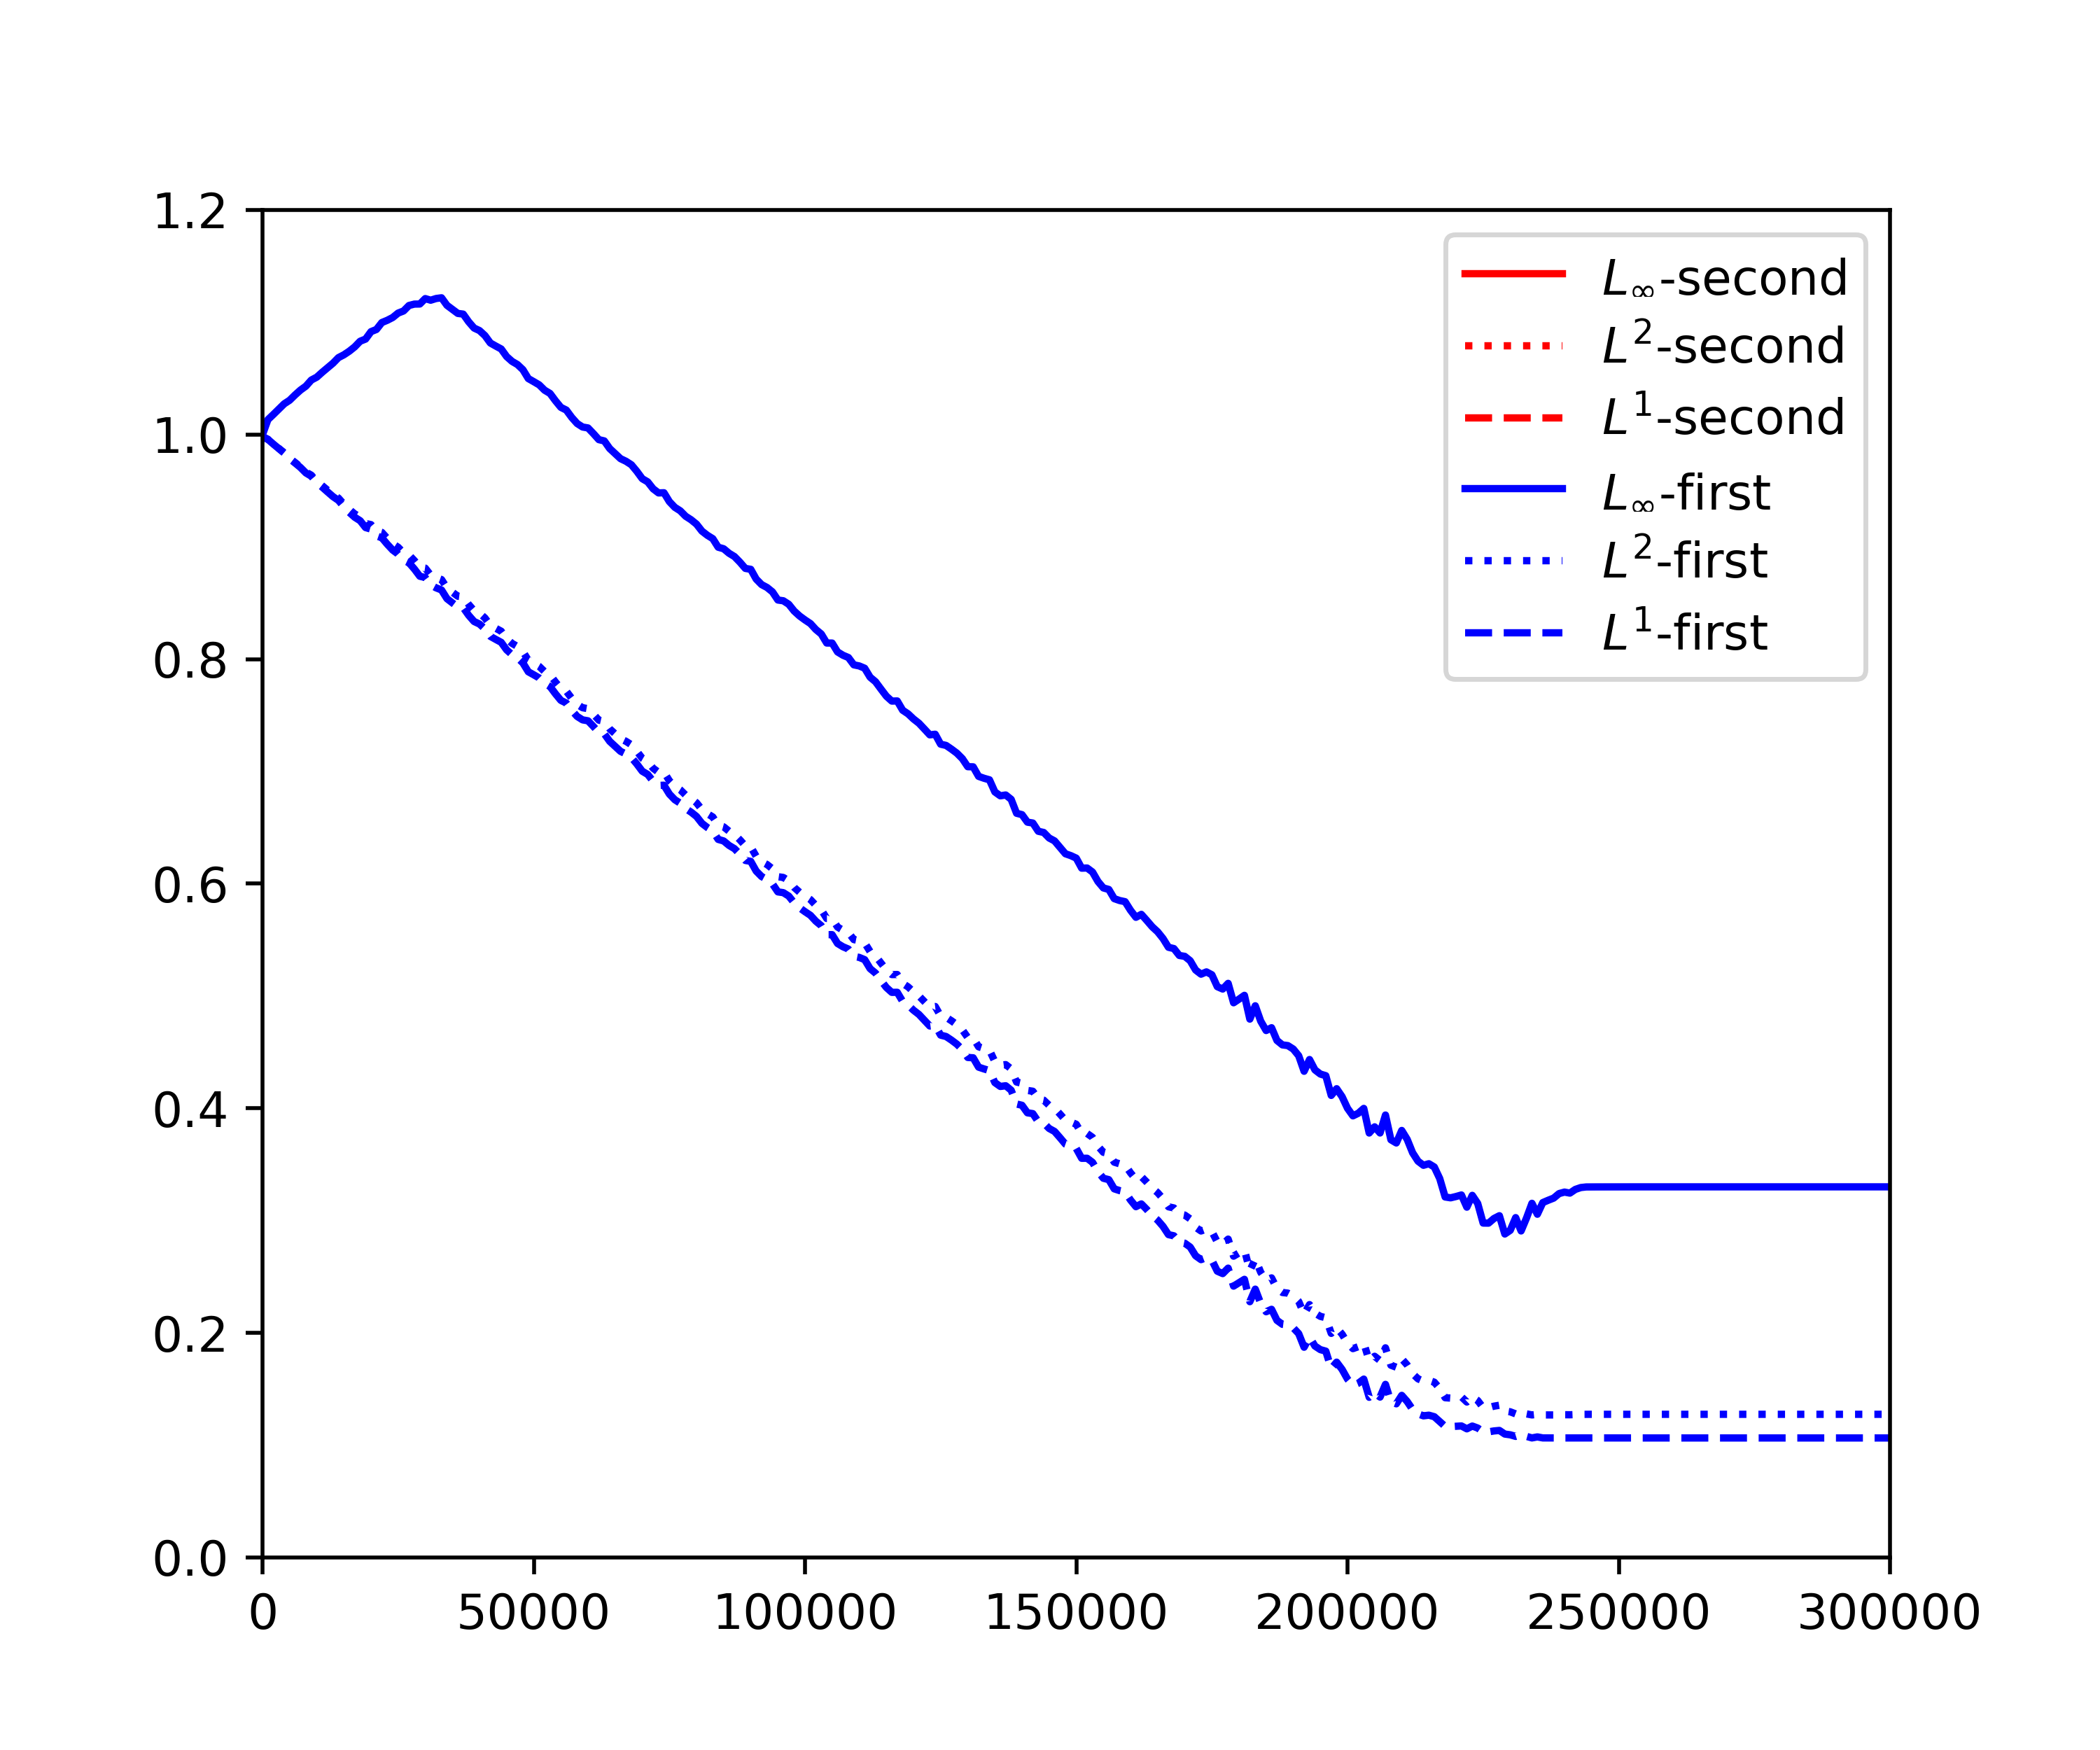 1.2
1.0
0.8
0.6
0.4
0.2
0.0
0 50000 100000 150000 200000 250000 300000
L∞-second
L²-second
L¹-second
L∞-first
L²-first
L¹-first